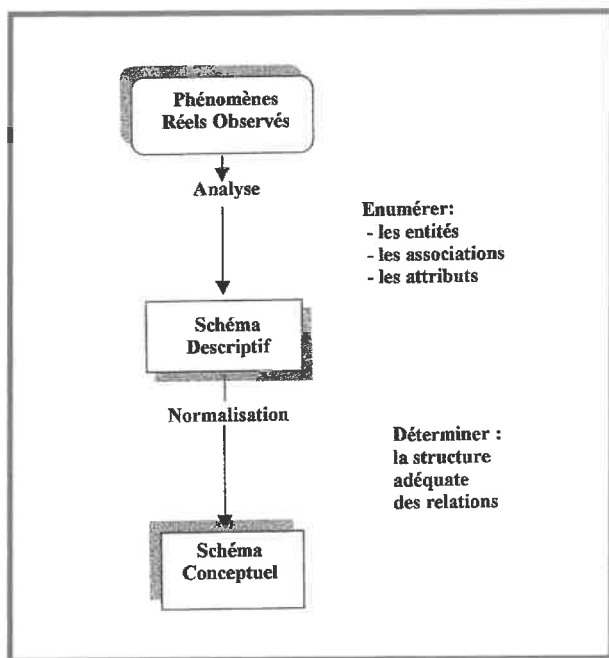 Phénomènes
Réels Observés
Analyse
Enumérer:
- les entités
- les associations
- les attributs
Schéma
Descriptif
Normalisation
Déterminer :
la structure
adéquate
des relations
Schéma
Conceptuel